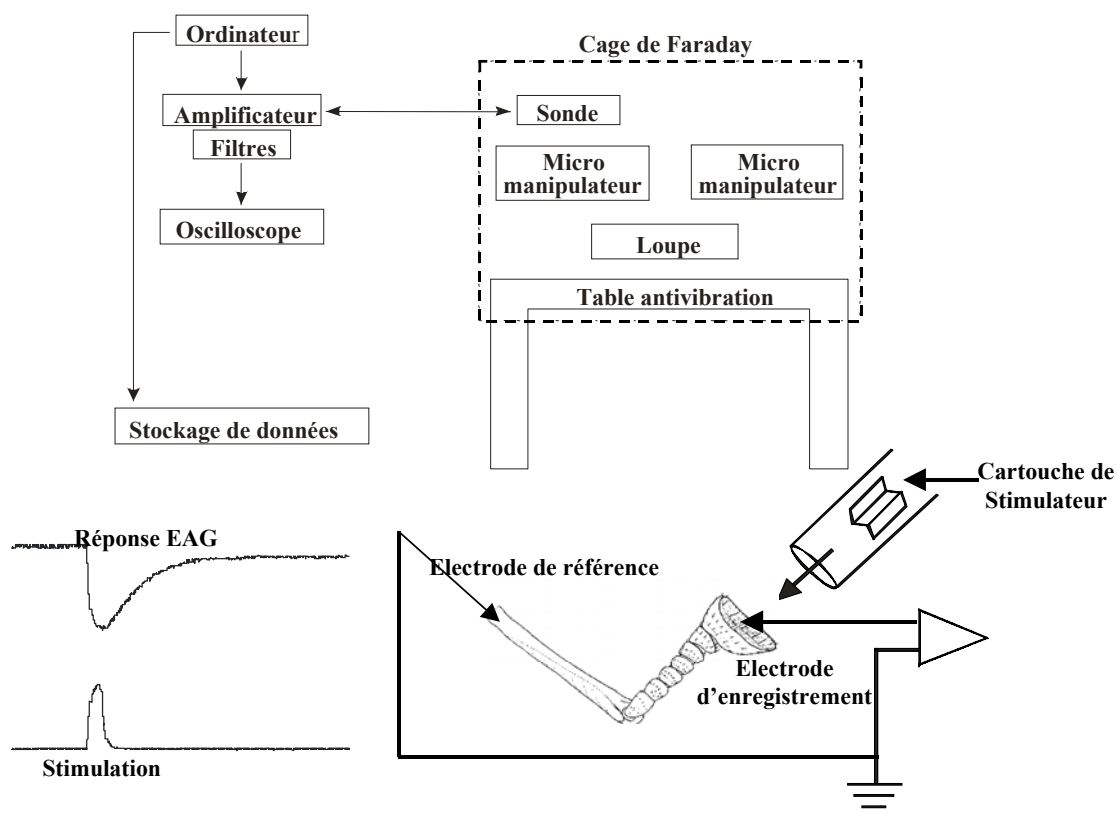 Ordinateur
Cage de Faraday
Amplificateur
Sonde
Filtres
Micro
manipulateur
Micro
manipulateur
Oscilloscope
Loupe
Table antivibration
Stockage de données
Cartouche de
Stimulateur
Réponse EAG
Electrode de référence
Electrode
d’enregistrement
Stimulation